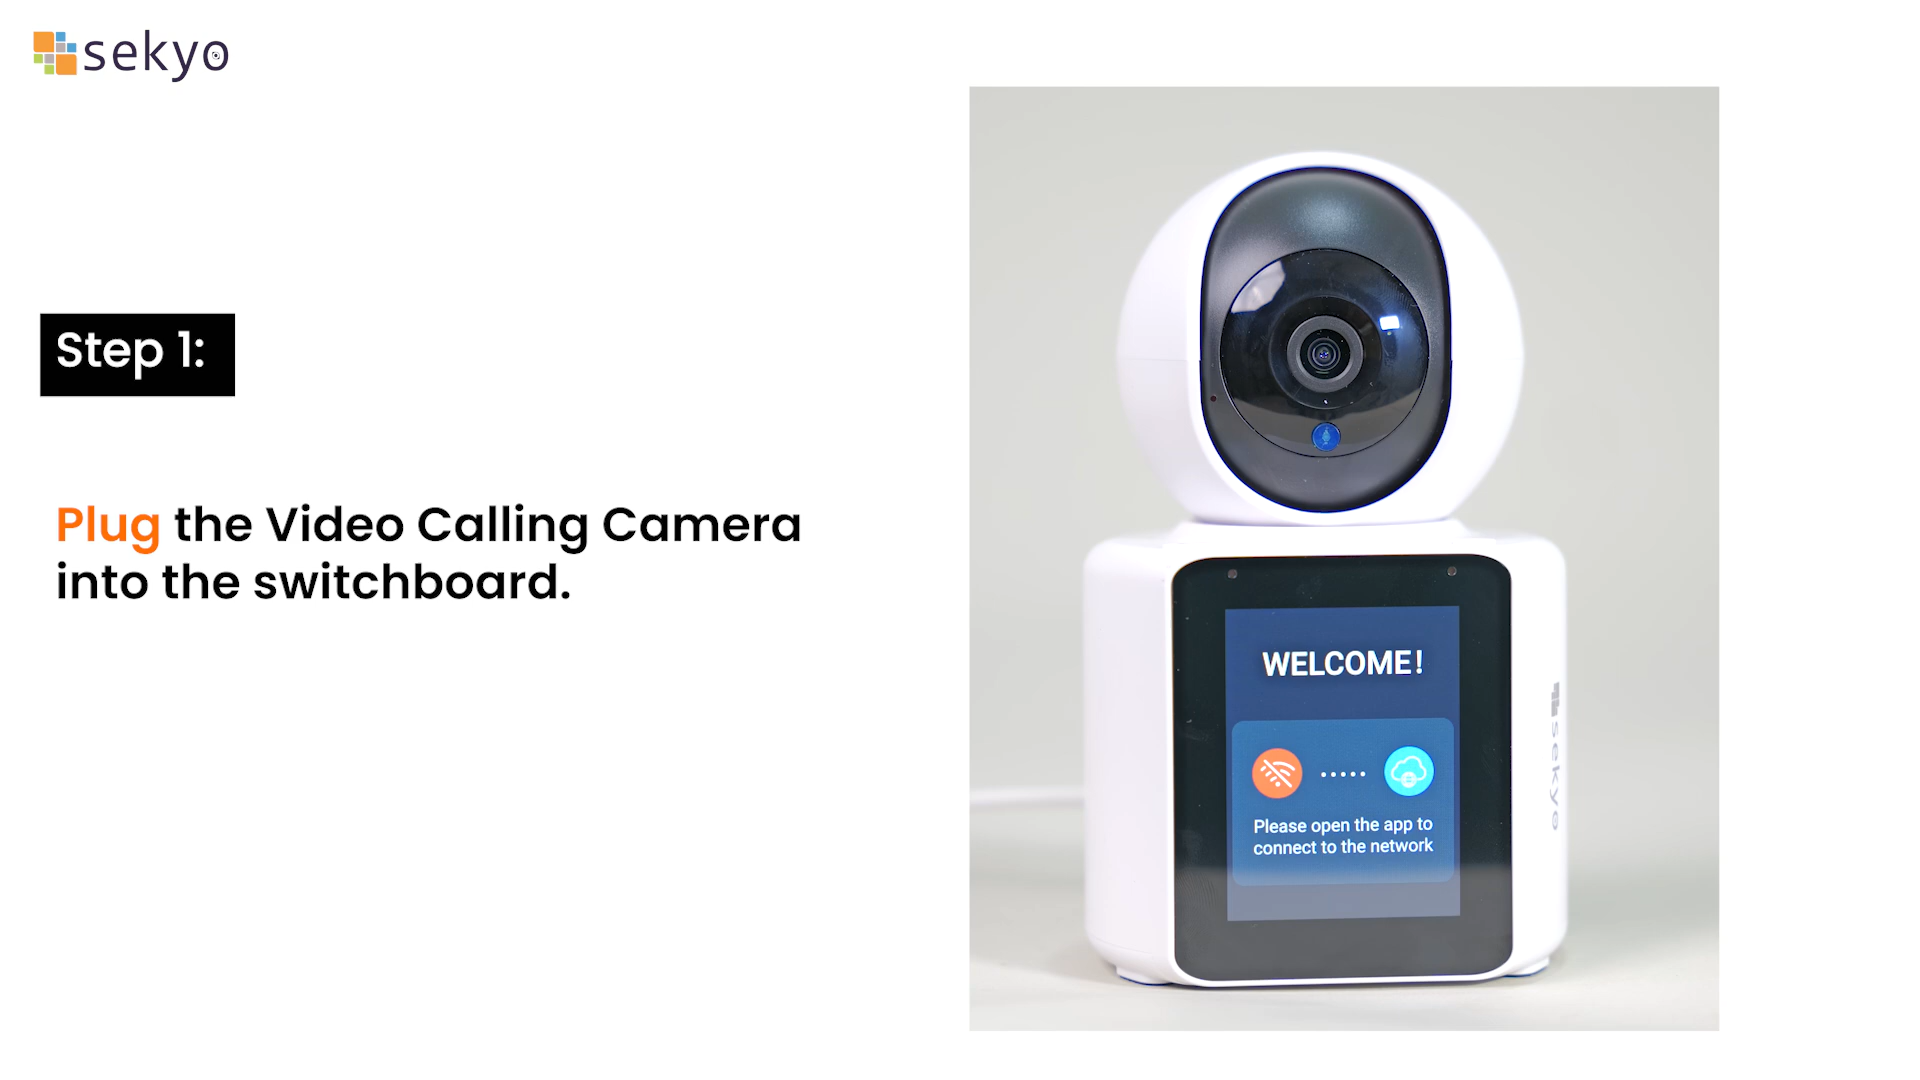 sekyo
Step 1:
Plug the Video Calling Camera
into the switchboard.
WELCOME!
Please open the app to
connect to the network
sekyo